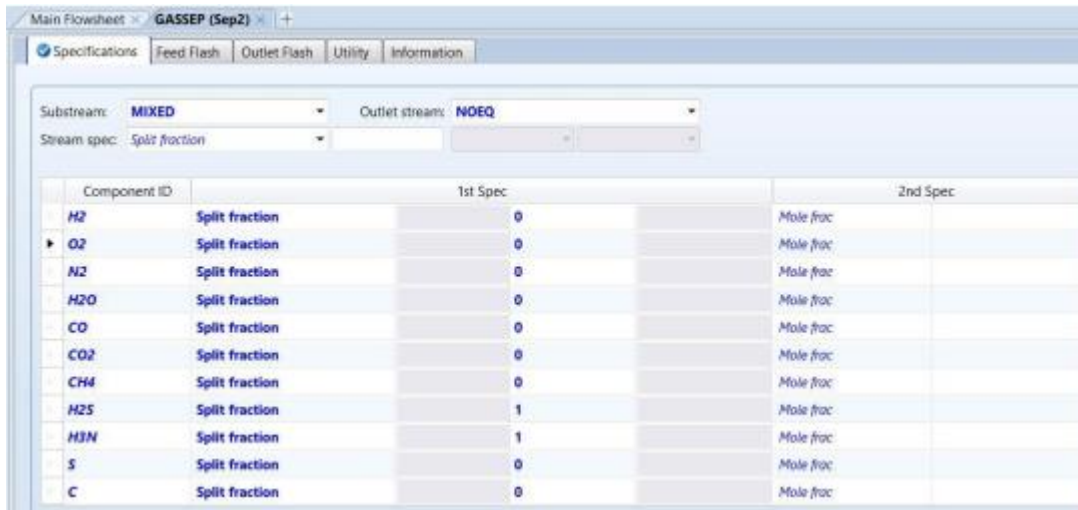 Main Flowsheet × GASSEP (Sep2) × +
Specifications Feed Flash Outlet Flash Utility Information
Substream: MIXED Outlet stream: NOEQ
Stream spec: Split fraction
Component ID 1st Spec 2nd Spec
H2 Split fraction 0 Mole frac
O2 Split fraction 0 Mole frac
N2 Split fraction 0 Mole frac
H2O Split fraction 0 Mole frac
CO Split fraction 0 Mole frac
CO2 Split fraction 0 Mole frac
CH4 Split fraction 0 Mole frac
H2S Split fraction 1 Mole frac
H3N Split fraction 1 Mole frac
S Split fraction 0 Mole frac
C Split fraction 0 Mole frac